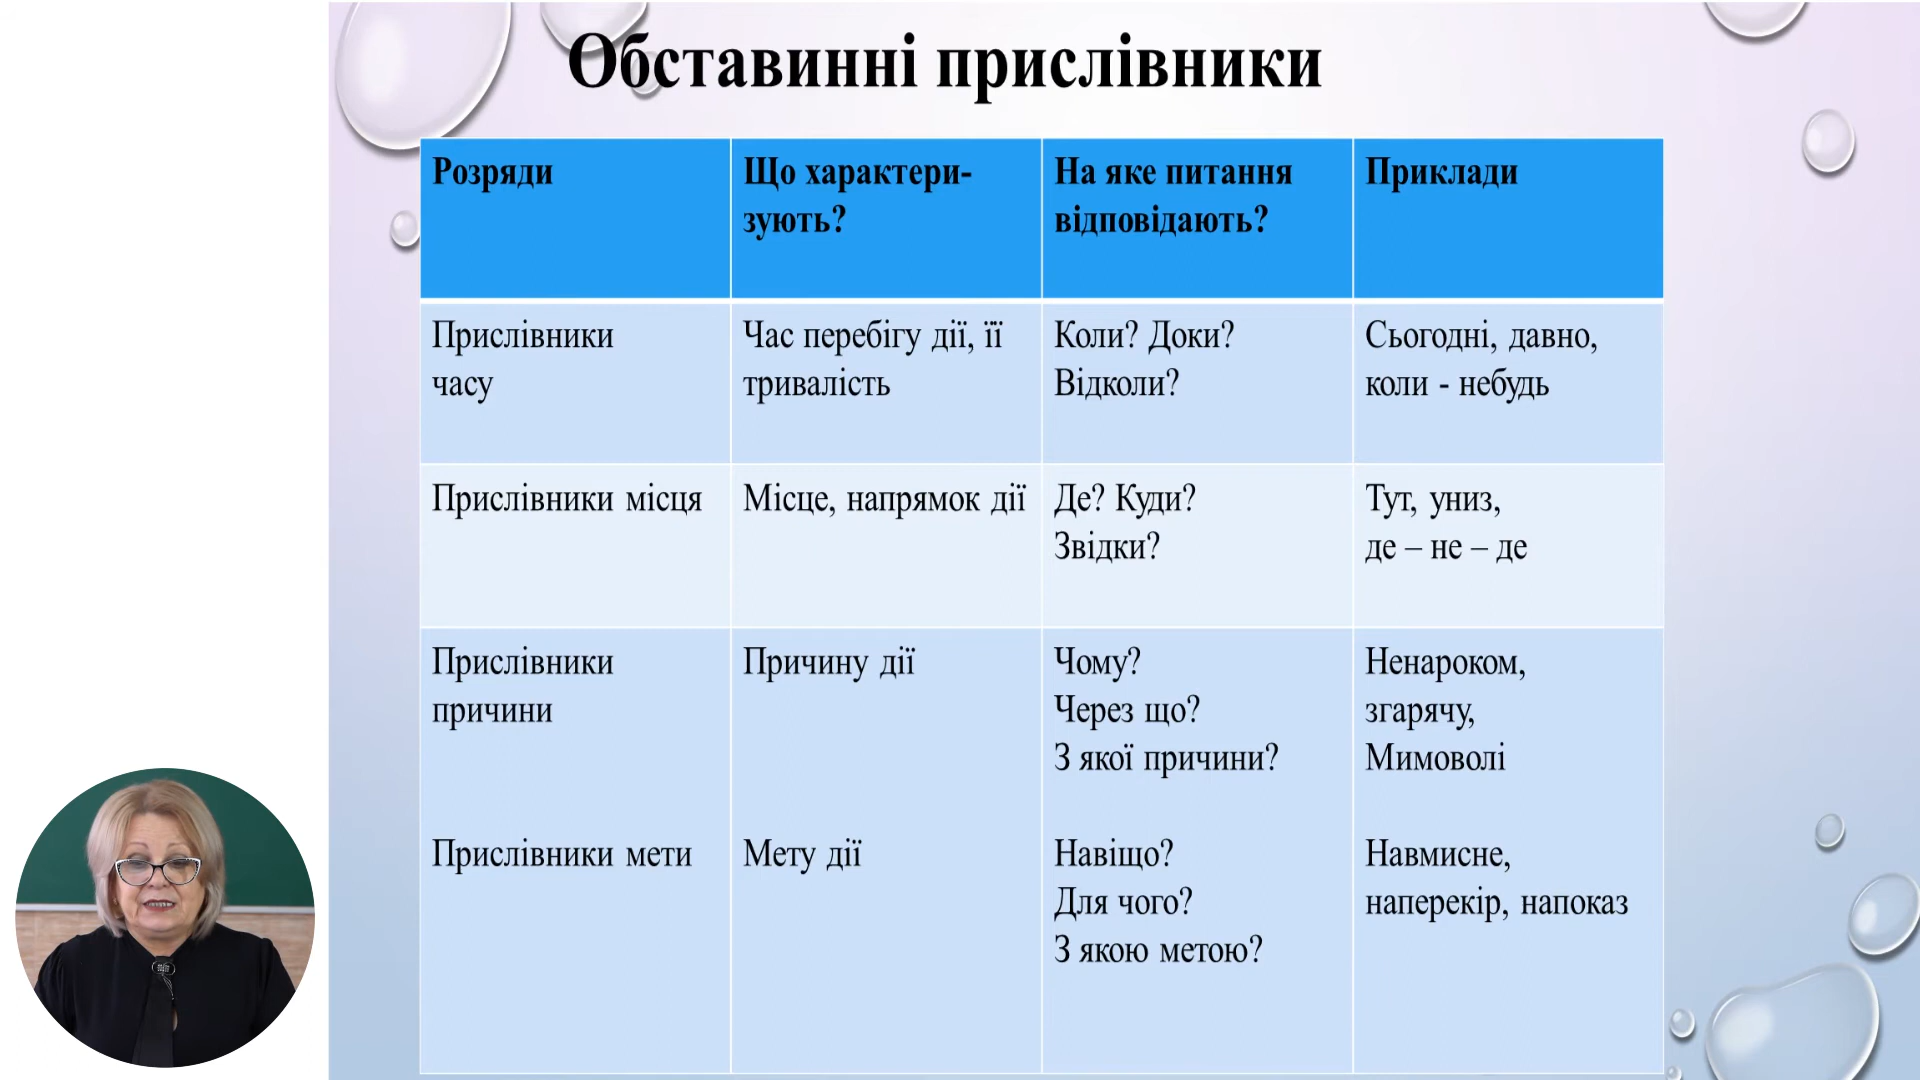 Обставинні прислівники
Розряди
Що характери-
зують?
На яке питання
відповідають?
Приклади
Прислівники
часу
Час перебігу дії, її
тривалість
Коли? Доки?
Відколи?
Сьогодні, давно,
коли - небудь
Прислівники місця
Місце, напрямок дії
Де? Куди?
Звідки?
Тут, униз,
де – не – де
Прислівники
причини
Причину дії
Чому?
Через що?
З якої причини?
Ненароком,
згарячу,
Мимоволі
Прислівники мети
Мету дії
Навіщо?
Для чого?
З якою метою?
Навмисне,
наперекір, напоказ